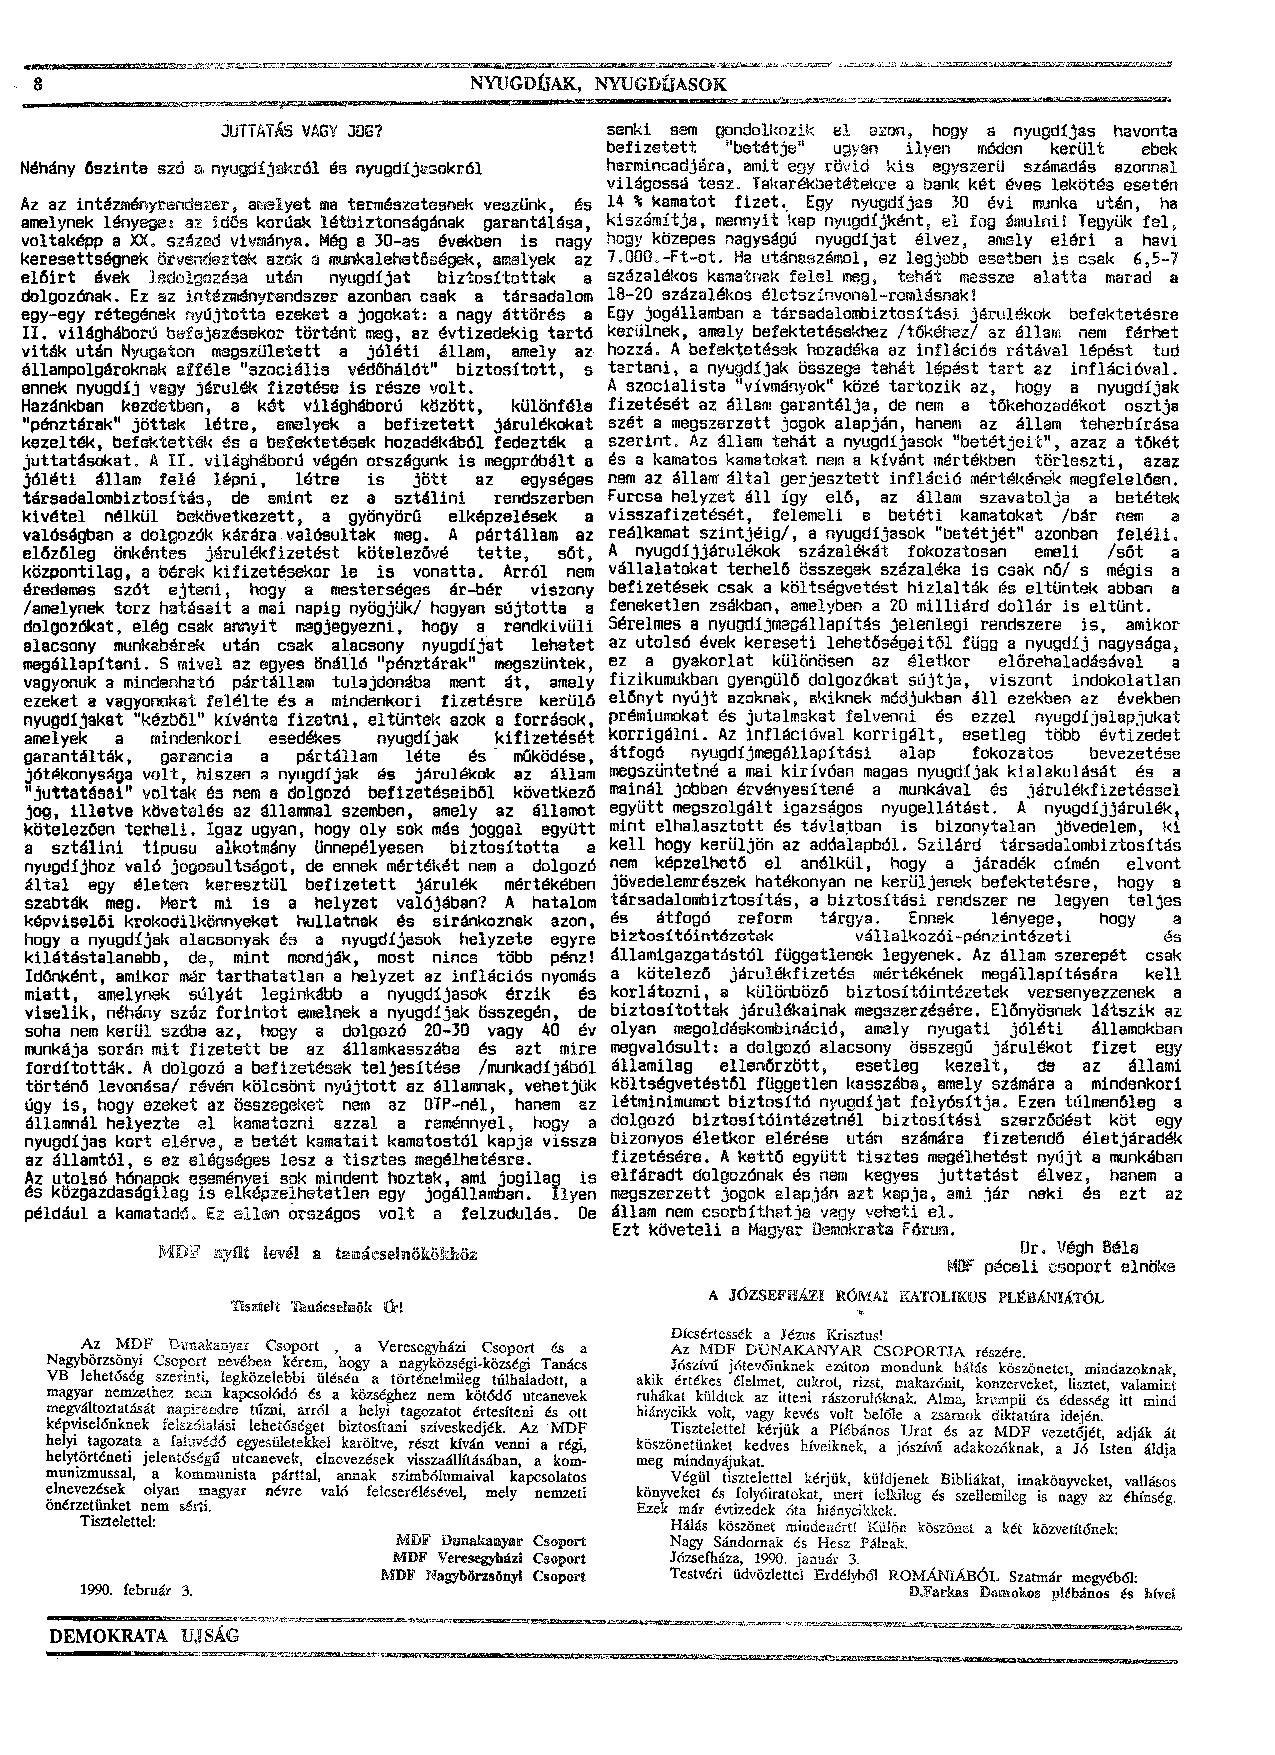 8
NYUGDÍJAK, NYUGDÍJASOK
JUTTATÁS VAGY JOG?
Néhány őszinte szó a nyugdíjakról és nyugdíjasokról
Az az intézményrendszer, amelyet ma természetesnek veszünk, és
amelynek lényege: az idős korúak létbiztonságának garantálása,
voltaképp a XX. század vívmánya. Még a 30-as években is nagy
keresettségnek örvendeztek azok a munkalehetőségek, amelyek az
előírt évek ledolgozása után nyugdíjat biztosítottak a
dolgozónak. Ez az intézményrendszer azonban csak a társadalom
egy-egy rétegének nyújtotta ezeket a jogokat: a nagy áttörés a
II. világháború befejezésekor történt meg, az évtizedekig tartó
viták után Nyugaton megszületett a jóléti állam, amely az
állampolgároknak afféle "szociális védőhálót" biztosított, s
ennek nyugdíj vagy járulék fizetése is része volt.
Hazánkban kezdetben, a két világháború között, különféle
"pénztárak" jöttek létre, amelyek a befizetett járulékokat
kezelték, befektették és a befektetések hozadékából fedezték a
juttatásokat. A II. világháború végén országunk is megpróbált a
jóléti állam felé lépni, létre is jött az egységes
társadalombiztosítás, de amint ez a sztálini rendszerben
kivétel nélkül bekövetkezett, a gyönyörű elképzelések a
valóságban a dolgozók kárára valósultak meg. A pártállam az
előzőleg önkéntes járulékfizetést kötelezővé tette, sőt,
központilag, a bérek kifizetésekor le is vonatta. Arról nem
éredemes szót ejteni, hogy a mesterséges ár-bér viszony
/amelynek torz hatásait a mai napig nyögjük/ hogyan sújtotta a
dolgozókat, elég csak annyit megjegyezni, hogy a rendkivüli
alacsony munkabérek után csak alacsony nyugdíjat lehetet
megállapítani. S mivel az egyes önálló "pénztárak" megszüntek,
vagyonuk a mindenható pártállam tulajdonába ment át, amely
ezeket a vagyonokat felélte és a mindenkori fizetésre kerülő
nyugdíjakat "kézből" kívánta fizetni, eltüntek azok a források,
amelyek a mindenkori esedékes nyugdíjak kifizetését
garantálták, garancia a pártállam léte és működése,
jótékonysága volt, hiszen a nyugdíjak és járulékok az állam
"juttatásai" voltak és nem a dolgozó befizetéseiből következő
jog, illetve követelés az állammal szemben, amely az államot
kötelezően terheli. Igaz ugyan, hogy oly sok más joggal együtt
a sztálini tipusu alkotmány ünnepélyesen biztosította a
nyugdíjhoz való jogosultságot, de ennek mértékét nem a dolgozó
által egy életen keresztül befizetett járulék mértékében
szabták meg. Mert mi is a helyzet valójában? A hatalom
képviselői krokodilkönnyeket hullatnak és siránkoznak azon,
hogy a nyugdíjak alacsonyak és a nyugdíjasok helyzete egyre
kilátástalanabb, de, mint mondják, most nincs több pénz!
Időnként, amikor már tarthatatlan a helyzet az inflációs nyomás
miatt, amelynek súlyát leginkább a nyugdíjasok érzik és
viselik, néhány száz forintot emelnek a nyugdíjak összegén, de
soha nem kerül szóba az, hogy a dolgozó 20-30 vagy 40 év
munkája során mit fizetett be az államkasszába és azt mire
fordították. A dolgozó a befizetések teljesítése /munkadíjából
történő levonása/ révén kölcsönt nyújtott az államnak, vehetjük
úgy is, hogy ezeket az összegeket nem az OTP-nél, hanem az
államnál helyezte el kamatozni azzal a reménnyel, hogy a
nyugdíjas kort elérve, a betét kamatait kamatostól kapja vissza
az államtól, s ez elégséges lesz a tisztes megélhetésre.
Az utolsó hónapok eseményei sok mindent hoztak, ami jogilag is
és közgazdaságilag is elképzelhetetlen egy jogállamban. Ilyen
például a kamatadó. Ez ellen országos volt a felzudulás. De
senki sem gondolkozik el azon, hogy a nyugdíjas havonta
befizetett "betétje" ugyan ilyen módon került ebek
harmincadjára, amit egy rövid kis egyszerű számadás azonnal
világossá tesz. Takarékbetétekre a bank két éves lekötés esetén
14 % kamatot fizet. Egy nyugdíjas 30 évi munka után, ha
kiszámítja, mennyit kap nyugdíjként, el fog ámulni! Tegyük fel,
hogy közepes nagyságú nyugdíjat élvez, amely eléri a havi
7.000.-Ft-ot. Ha utánaszámol, ez legjobb esetben is csak 6,5-7
százalékos kamatnak felel meg, tehát messze alatta marad a
18-20 százalékos életszínvonal-romlásnak!
Egy jogállamban a társadalombiztosítási járulékok befektetésre
kerülnek, amely befektetésekhez /tőkéhez/ az állam nem férhet
hozzá. A befektetések hozadéka az inflációs rátával lépést tud
tartani, a nyugdíjak összege tehát lépést tart az inflációval.
A szocialista "vívmányok" közé tartozik az, hogy a nyugdíjak
fizetését az állam garantélja, de nem a tőkehozadékot osztja
szét a megszerzett jogok alapján, hanem az állam teherbírása
szerint. Az állam tehát a nyugdíjasok "betétjeit", azaz a tőkét
és a kamatos kamatokat nem a kívánt mértékben törleszti, azaz
nem az állam által gerjesztett infláció mértékének megfelelően.
Furcsa helyzet áll így elő, az állam szavatolja a betétek
visszafizetését, felemeli a betéti kamatokat /bár nem a
reálkamat szintjéig/, a nyugdíjasok "betétjét" azonban feléli.
A nyugdíjjárulékok százalékát fokozatosan emeli /sőt a
vállalatokat terhelő összegek százaléka is csak nő/ s mégis a
befizetések csak a költségvetést hizlalták és eltüntek abban a
feneketlen zsákban, amelyben a 20 milliárd dollár is eltünt.
Sérelmes a nyugdíjmegállapítás jelenlegi rendszere is, amikor
az utolsó évek kereseti lehetőségeitől függ a nyugdíj nagysága,
ez a gyakorlat különösen az életkor előrehaladásával a
fizikumukban gyengülő dolgozókat sújtja, viszont indokolatlan
előnyt nyújt azoknak, akiknek módjukban áll ezekben az években
prémiumokat és jutalmakat felvenni és ezzel nyugdíjalapjukat
korrigálni. Az inflációval korrigált, esetleg több évtizedet
átfogó nyugdíjmegállapítási alap fokozatos bevezetése
megszüntetné a mai kirívóan magas nyugdíjak kialakulását és a
mainál jobban érvényesítené a munkával és járulékfizetéssel
együtt megszolgált igazságos nyugellátást. A nyugdíjjárulék,
mint elhalasztott és távlatban is bizonytalan jövedelem, ki
kell hogy kerüljön az adóalapból. Szilárd társadalombiztosítás
nem képzelhető el anélkül, hogy a járadék címén elvont
jövedelemrészek hatékonyan ne kerüljenek befektetésre, hogy a
társadalombiztosítás, a biztosítási rendszer ne legyen teljes
és átfogó reform tárgya. Ennek lényege, hogy a
biztosítóintézetek vállalkozói-pénzintézeti és
államigazgatástól függetlenek legyenek. Az állam szerepét csak
a kötelező járulékfizetés mértékének megállapítására kell
korlátozni, a különböző biztosítóintézetek versenyezzenek a
biztosítottak járulékainak megszerzésére. Előnyösnek látszik az
olyan megoldáskombináció, amely nyugati jóléti államokban
megvalósult: a dolgozó alacsony összegű járulékot fizet egy
államilag ellenőrzött, esetleg kezelt, de az állami
költségvetéstől független kasszába, amely számára a mindenkori
létminimumot biztosító nyugdíjat folyósítja. Ezen túlmenőleg a
dolgozó biztosítóintézetnél biztosítási szerződést köt egy
bizonyos életkor elérése után számára fizetendő életjáradék
fizetésére. A kettő együtt tisztes megélhetést nyújt a munkában
elfáradt dolgozónak és nem kegyes juttatást élvez, hanem a
megszerzett jogok alapján azt kapja, ami jár neki és ezt az
állam nem csorbíthatja vagy veheti el.
Ezt követeli a Magyar Demokrata Fórum.
Dr. Végh Béla
MDF péceli csoport elnöke
MDF nyílt levél a tanácselnökökhöz
Tisztelt Tanácselnök Úr!
Az MDF Dunakanyar Csoport , a Veresegyházi Csoport és a
Nagybörzsönyi Csoport nevében kérem, hogy a nagyközségi-községi Tanács
VB lehetőség szerinti, legközelebbi ülésén a történelmileg túlhaladott, a
magyar nemzethez nem kapcsolódó és a községhez nem kötődő utcanevek
megváltoztatását napirendre tűzni, arról a helyi tagozatot értesíteni és ott
képviselőnknek felszólalási lehetőséget biztosítani szíveskedjék. Az MDF
helyi tagozata a faluvédő egyesületekkel karöltve, részt kíván venni a régi,
helytörténeti jelentőségű utcanevek, elnevezések visszaállításában, a kom-
munizmussal, a kommunista párttal, annak szimbólumaival kapcsolatos
elnevezések olyan magyar névre való felcserélésével, mely nemzeti
önérzetünket nem sérti.
Tisztelettel:
MDF Dunakanyar Csoport
MDF Veresegyházi Csoport
MDF Nagybörzsönyi Csoport
1990. február 3.
A JÓZSEFHÁZI RÓMAI KATOLIKUS PLÉBÁNIÁTÓL
Dícsértessék a Jézus Krisztus!
Az MDF DUNAKANYAR CSOPORTJA részére.
Jószívű jótevőinknek ezúton mondunk hálás köszönetet, mindazoknak,
akik értékes élelmet, cukrot, rizst, makarónit, konzerveket, lisztet, valamint
ruhákat küldtek az itteni rászorulóknak. Alma, krumpli és édesség itt mind
hiánycikk volt, vagy kevés volt belőle a zsarnok diktatúra idején.
Tisztelettel kérjük a Plébános Urat és az MDF vezetőjét, adják át
köszönetünket kedves híveiknek, a jószívű adakozóknak, a Jó Isten áldja
meg mindnyájukat.
Végül tisztelettel kérjük, küldjenek Bibliákat, imakönyveket, vallásos
könyveket és folyóiratokat, mert lelkileg és szellemileg is nagy az éhínség.
Ezek már évtizedek óta hiánycikkek.
Hálás köszönet mindenért! Külön köszönet a két közvetítőnek:
Nagy Sándornak és Hesz Pálnak.
Józsefháza, 1990. január 3.
Testvéri üdvözlettel Erdélyből ROMÁNIÁBÓL Szatmár megyéből:
D.Farkas Domokos plébános és hívei
DEMOKRATA UJSÁG